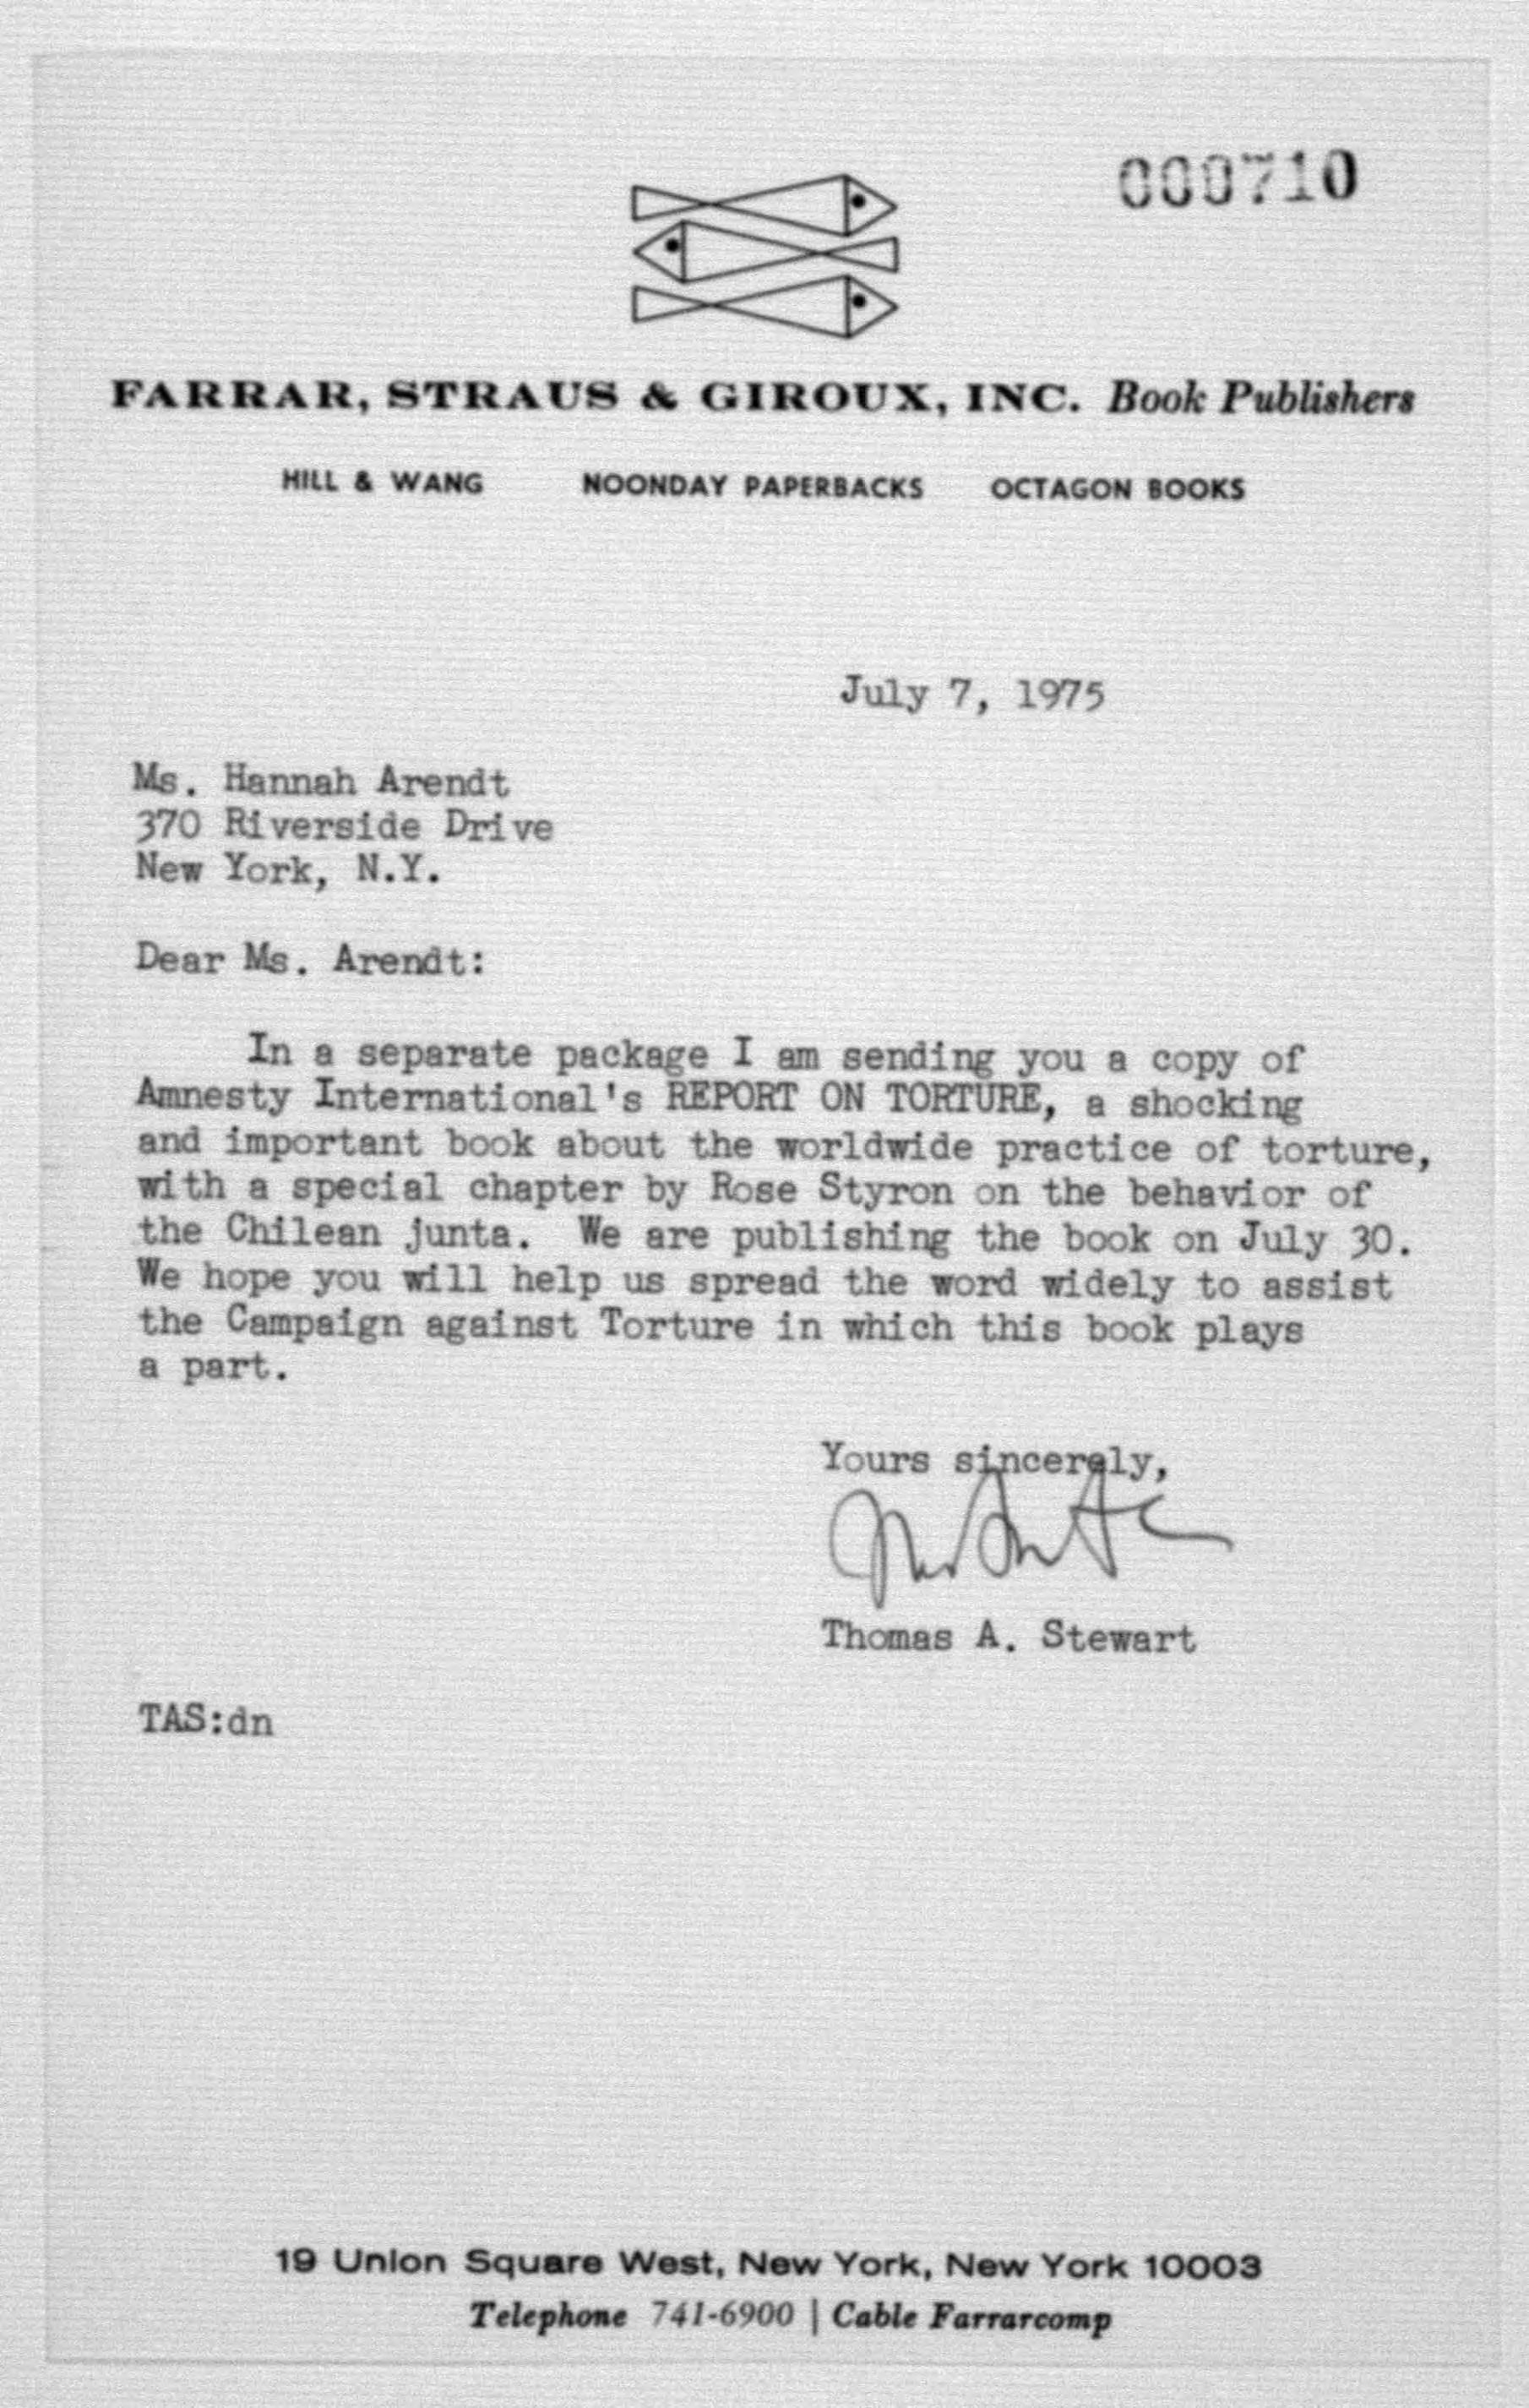 000710
FARRAR, STRAUS & GIROUX, INC. Book Publishers
HILL & WANG NOONDAY PAPERBACKS OCTAGON BOOKS
July 7, 1975
Ms. Hannah Arendt
370 Riverside Drive
New York, N.Y.
Dear Ms. Arendt:
In a separate package I am sending you a copy of
Amnesty International's REPORT ON TORTURE, a shocking
and important book about the worldwide practice of torture,
with a special chapter by Rose Styron on the behavior of
the Chilean junta. We are publishing the book on July 30.
We hope you will help us spread the word widely to assist
the Campaign against Torture in which this book plays
a part.
Yours sincerely,
Thomas A. Stewart
TAS:dn
19 Union Square West, New York, New York 10003
Telephone 741-6900 | Cable Farrarcomp